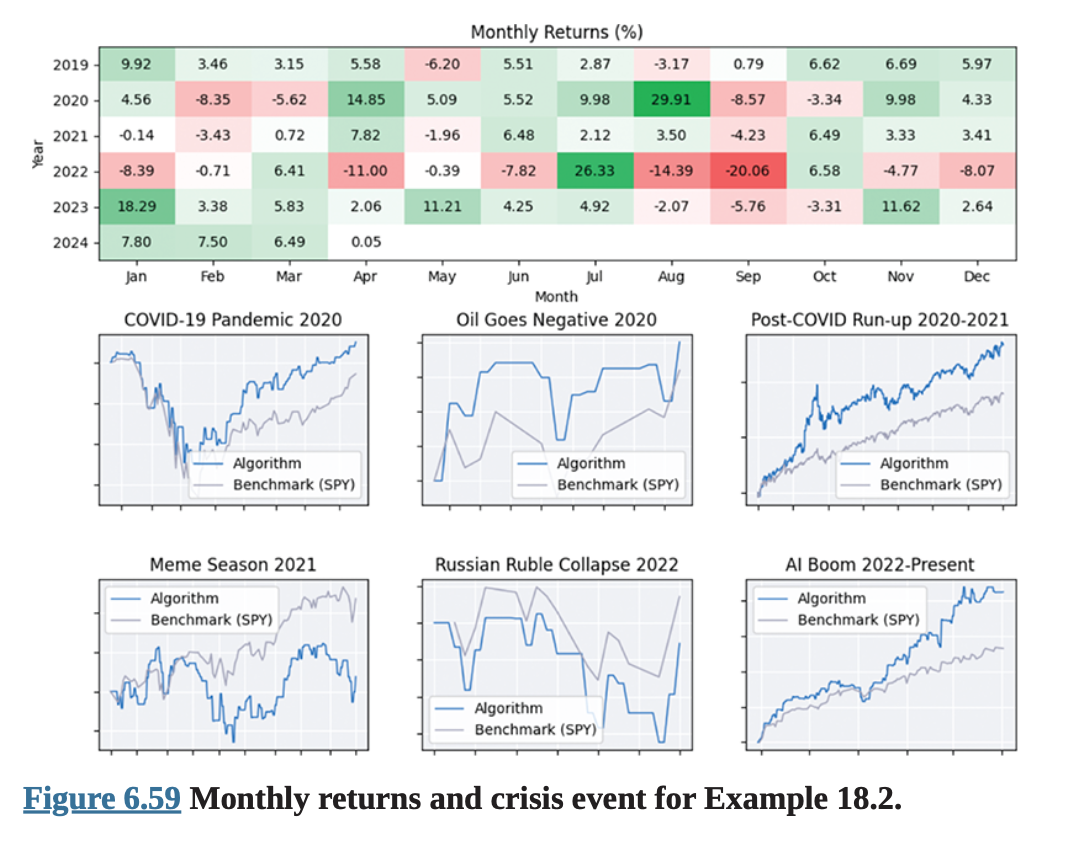 Monthly Returns (%)
2019 9.92 3.46 3.15 5.58 -6.20 5.51 2.87 -3.17 0.79 6.62 6.69 5.97
2020 4.56 -8.35 -5.62 14.85 5.09 5.52 9.98 29.91 -8.57 -3.34 9.98 4.33
2021 -0.14 -3.43 0.72 7.82 -1.96 6.48 2.12 3.50 -4.23 6.49 3.33 3.41
Year
2022 -8.39 -0.71 6.41 -11.00 -0.39 -7.82 26.33 -14.39 -20.06 6.58 -4.77 -8.07
2023 18.29 3.38 5.83 2.06 11.21 4.25 4.92 -2.07 -5.76 -3.31 11.62 2.64
2024 7.80 7.50 6.49 0.05
Jan Feb Mar Apr May Jun Jul Aug Sep Oct Nov Dec
Month
COVID-19 Pandemic 2020
Algorithm
Benchmark (SPY)
Oil Goes Negative 2020
Algorithm
Benchmark (SPY)
Post-COVID Run-up 2020-2021
Algorithm
Benchmark (SPY)
Meme Season 2021
Algorithm
Benchmark (SPY)
Russian Ruble Collapse 2022
Algorithm
Benchmark (SPY)
AI Boom 2022-Present
Algorithm
Benchmark (SPY)
Figure 6.59 Monthly returns and crisis event for Example 18.2.